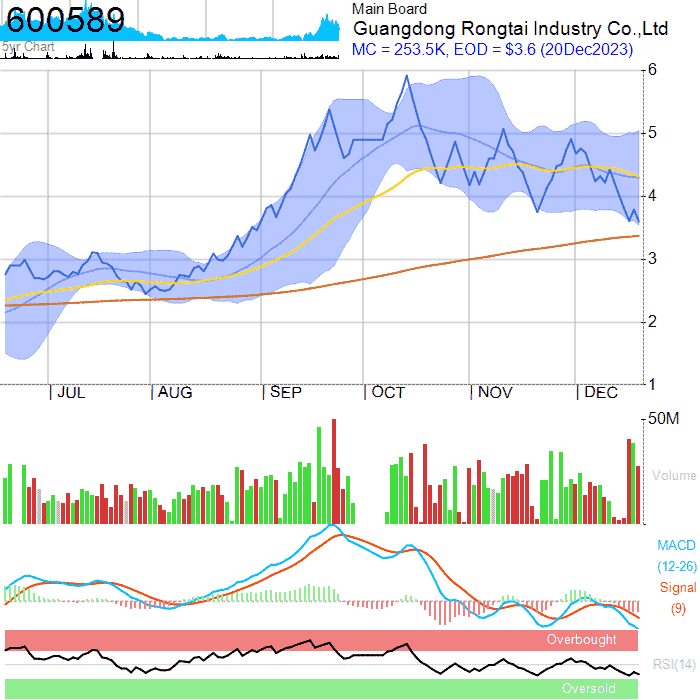 600589
5yr Chart
Main Board
Guangdong Rongtai Industry Co.,Ltd
MC = 253.5K, EOD = $3.6 (20Dec2023)
6
5
4
3
2
1
JUL
AUG
SEP
OCT
NOV
DEC
50M
Volume
MACD
(12-26)
Signal
(9)
Overbought
RSI(14)
Oversold